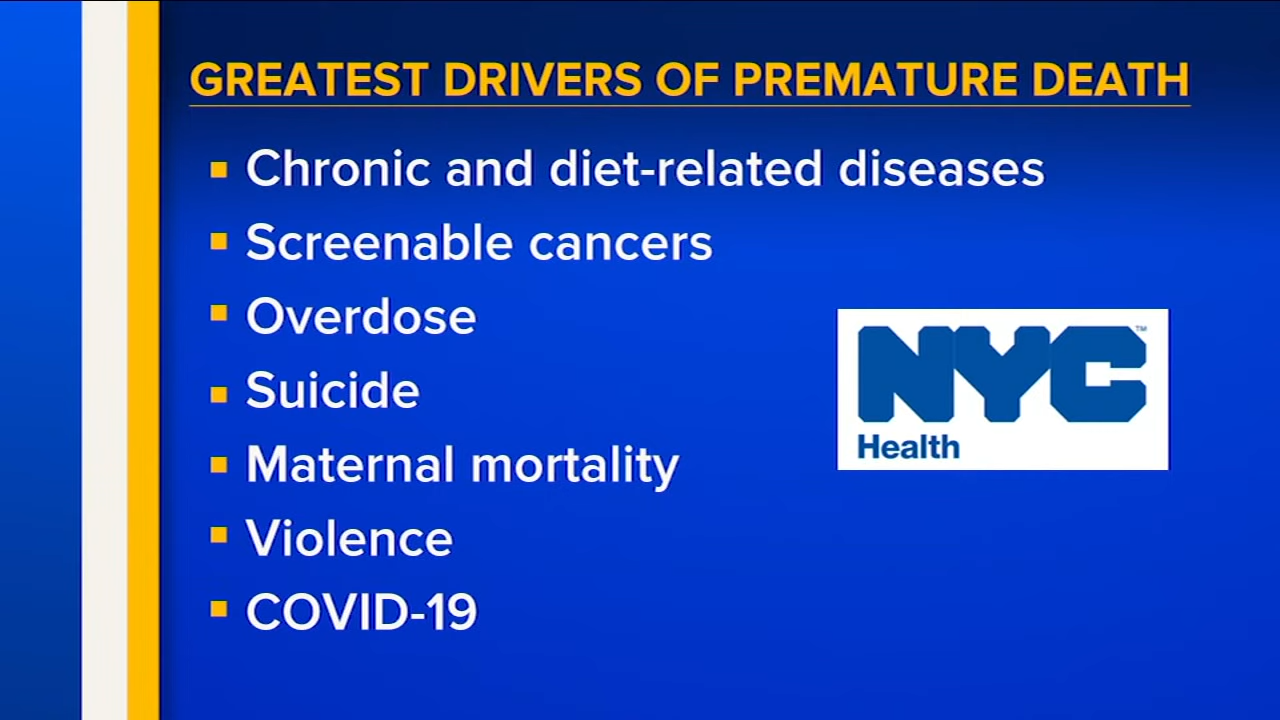 GREATEST DRIVERS OF PREMATURE DEATH
Chronic and diet-related diseases
Screenable cancers
Overdose
Suicide
Maternal mortality
Violence
COVID-19
NYC™
Health